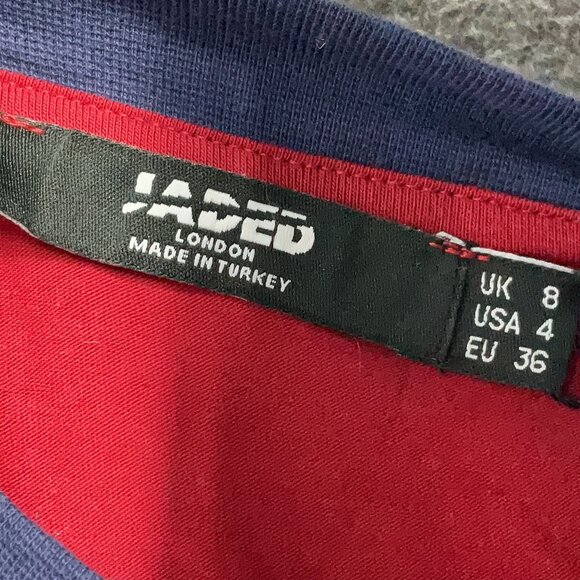 JADED
LONDON
MADE IN TURKEY
UK 8
USA 4
EU 36